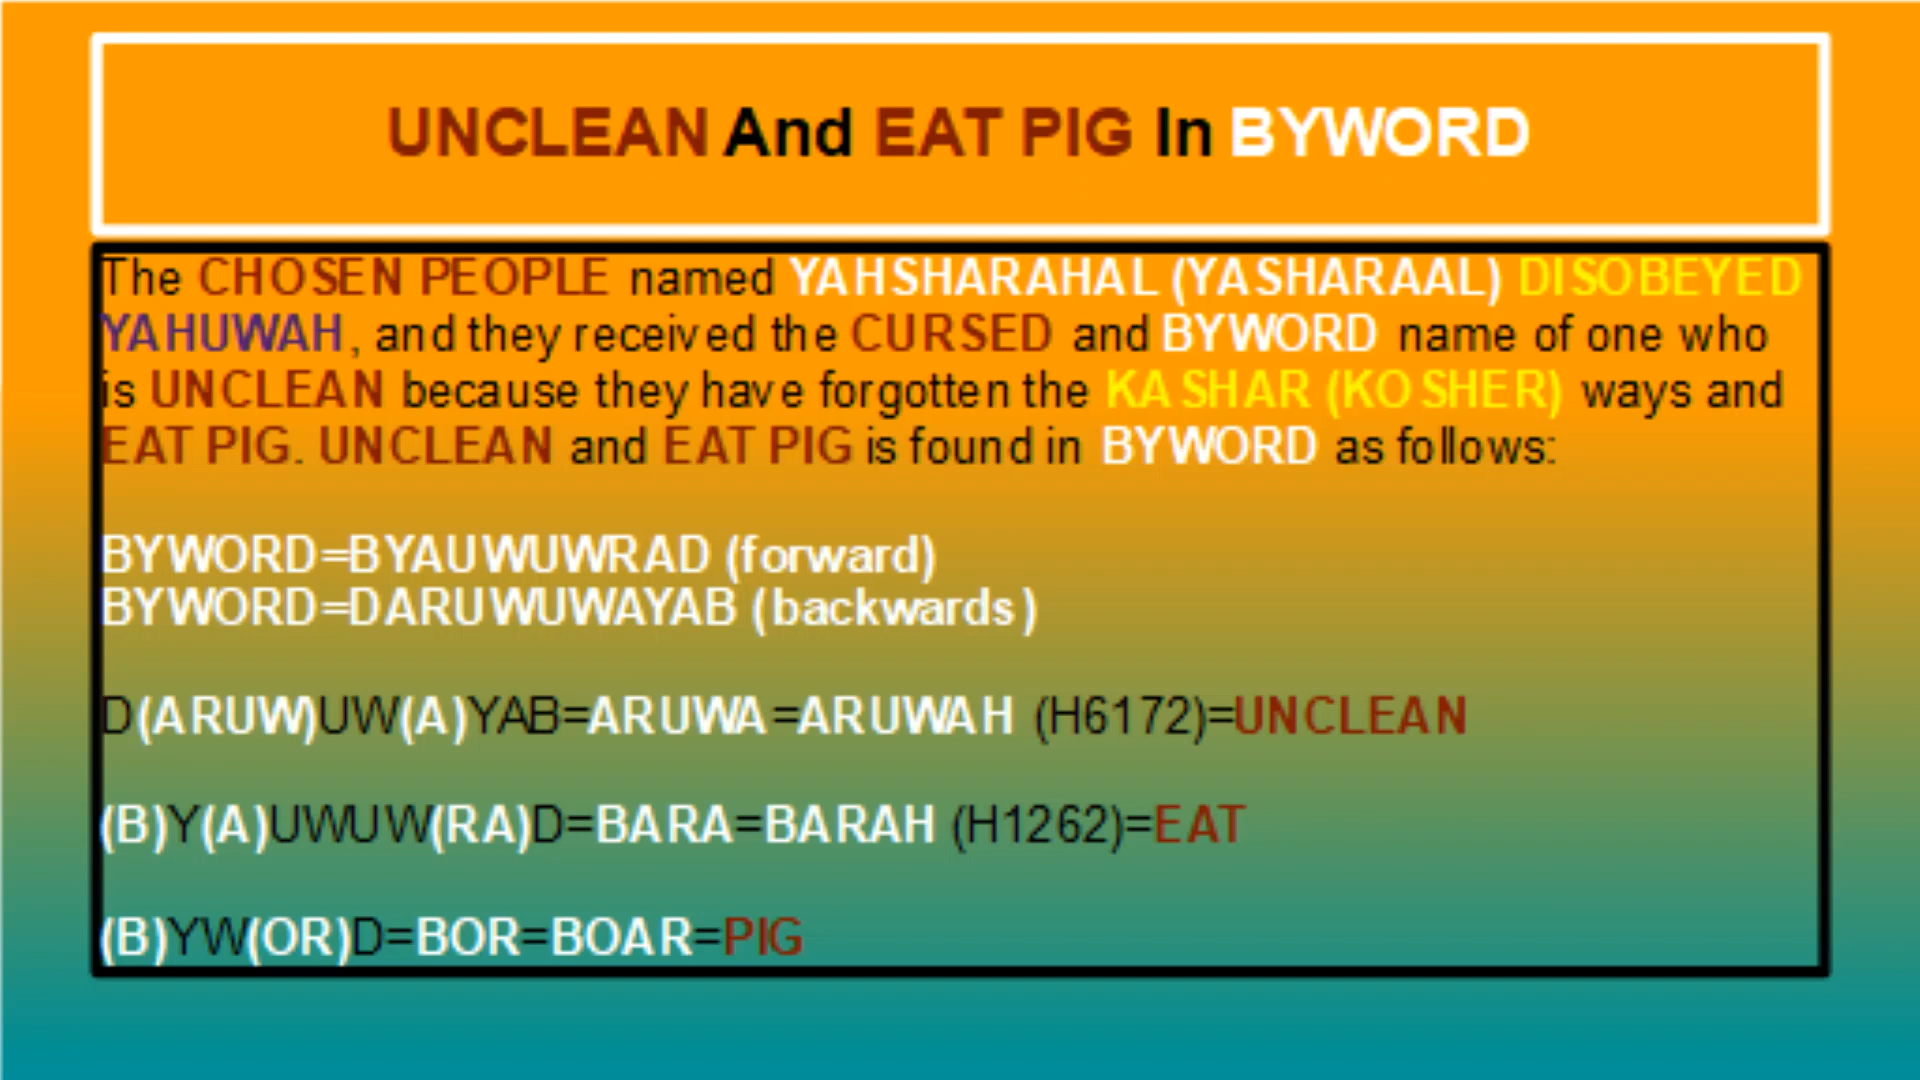 UNCLEAN And EAT PIG In BYWORD
The CHOSEN PEOPLE named YAHSHARAHAL (YASHARAAL) DISOBEYED
YAHUWAH, and they received the CURSED and BYWORD name of one who
is UNCLEAN because they have forgotten the KASHAR (KOSHER) ways and
EAT PIG. UNCLEAN and EAT PIG is found in BYWORD as follows:
BYWORD=BYAUWUWRAD (forward)
BYWORD=DARUWUWAYAB (backwards)
D(ARUW)UW(A)YAB=ARUWA=ARUWAH (H6172)=UNCLEAN
(B)Y(A)UWUW(RA)D=BARA=BARAH (H1262)=EAT
(B)YW(OR)D=BOR=BOAR=PIG